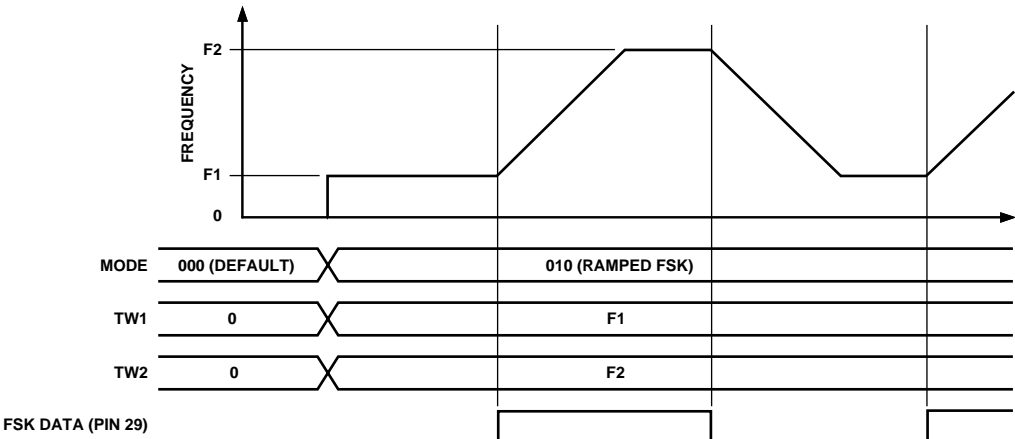 F2
FREQUENCY
F1
0
MODE 000 (DEFAULT) 010 (RAMPED FSK)
TW1 0 F1
TW2 0 F2
FSK DATA (PIN 29)